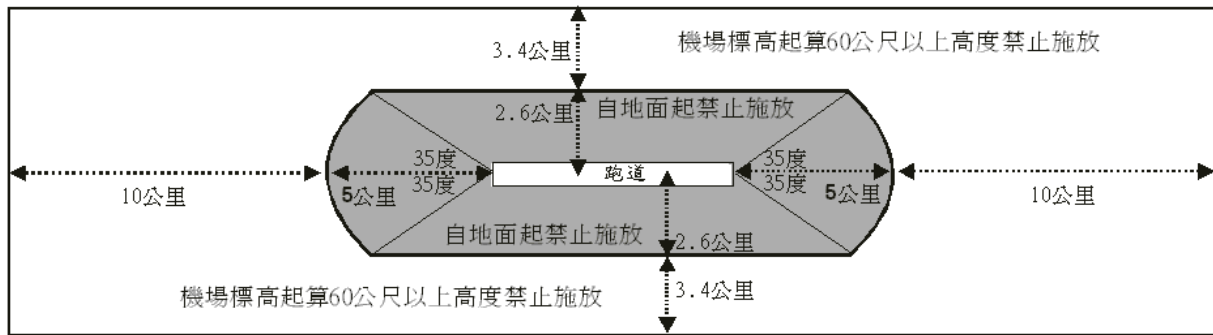 3.4公里
機場標高起算60公尺以上高度禁止施放
2.6公里
自地面起禁止施放
35度
35度
跑道
35度
35度
10公里
5公里
5公里
10公里
自地面起禁止施放
2.6公里
機場標高起算60公尺以上高度禁止施放
3.4公里